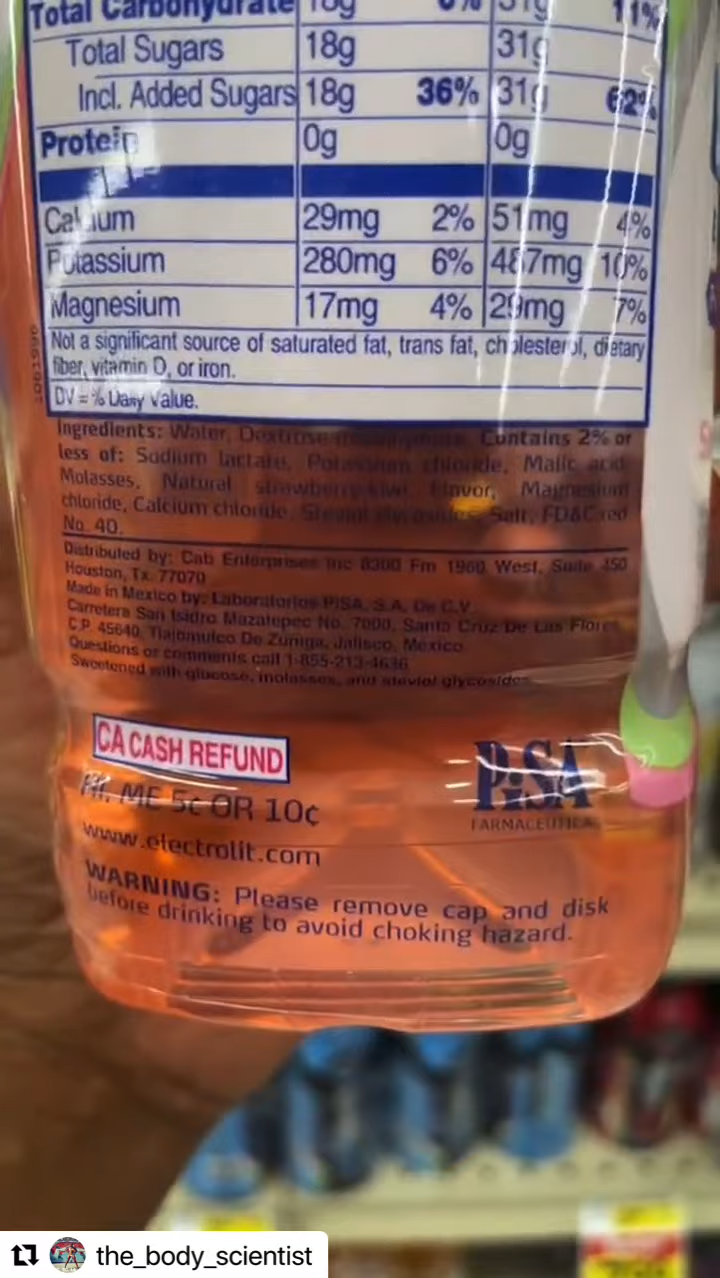 Total Carbohydrate 18g 6% 31g 11%
Total Sugars 18g 31g
Incl. Added Sugars 18g 36% 31g 62%
Protein 0g 0g
Calcium 29mg 2% 51mg 4%
Potassium 280mg 6% 487mg 10%
Magnesium 17mg 4% 29mg 7%
Not a significant source of saturated fat, trans fat, cholesterol, dietary
fiber, vitamin D, or iron.
DV = % Daily Value.
1001996
Ingredients: Water, Dextrose Contains 2% or
less of: Sodium lactate, Potassium chloride, Malic acid,
Molasses, Natural strawberry-kiwi flavor, Magnesium
chloride, Calcium chloride, Steviol glycosides, Salt, FD&C red
No. 40.
Distributed by: Cab Enterprises Inc 8300 Fm 1960 West, Suite 450
Houston, Tx. 77070
Made in Mexico by: Laboratorios PiSA, S.A. De C.V.
Carretera San Isidro Mazatepec No. 7000, Santa Cruz De Las Flores
C.P. 45640, Tlajomulco De Zuniga, Jalisco, Mexico
Questions or comments call 1-855-213-4636
Sweetened with glucose, molasses, and steviol glycosides
CA CASH REFUND
HI, ME 5¢ OR 10¢
PiSA
FARMACEUTICA
www.electrolit.com
WARNING: Please remove cap and disk
before drinking to avoid choking hazard.
the_body_scientist